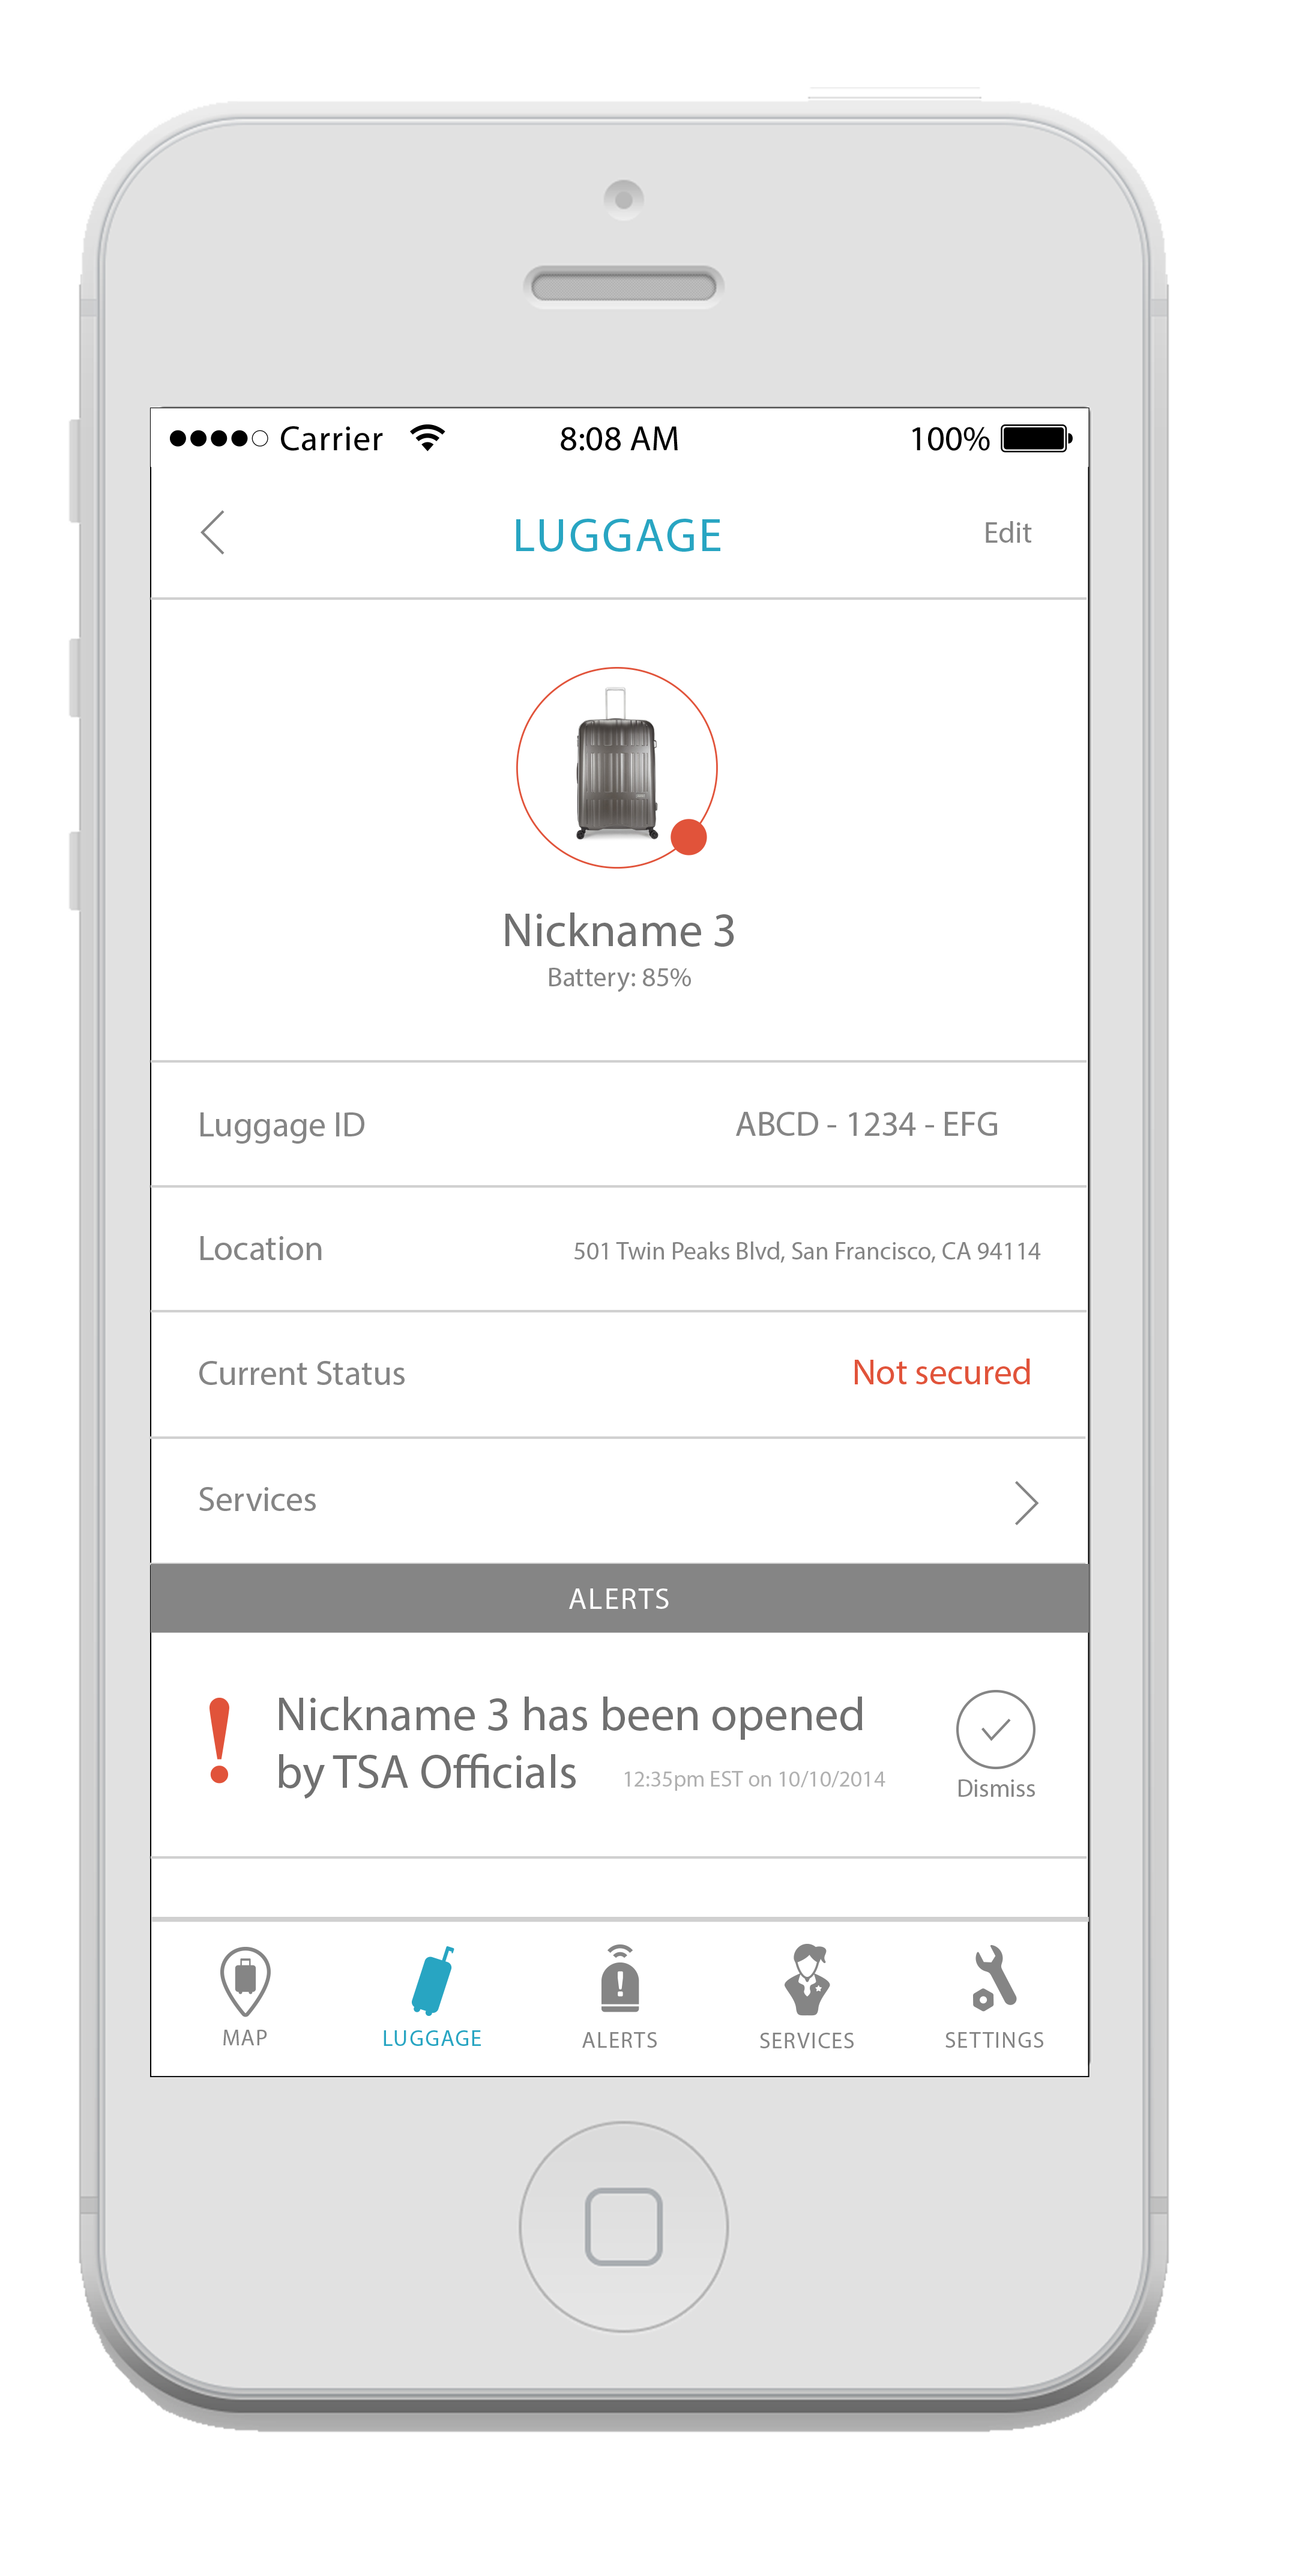 Carrier 8:08 AM 100%
LUGGAGE Edit
Nickname 3
Battery: 85%
Luggage ID ABCD - 1234 - EFG
Location 501 Twin Peaks Blvd, San Francisco, CA 94114
Current Status Not secured
Services
ALERTS
Nickname 3 has been opened
by TSA Officials 12:35pm EST on 10/10/2014
Dismiss
MAP LUGGAGE ALERTS SERVICES SETTINGS